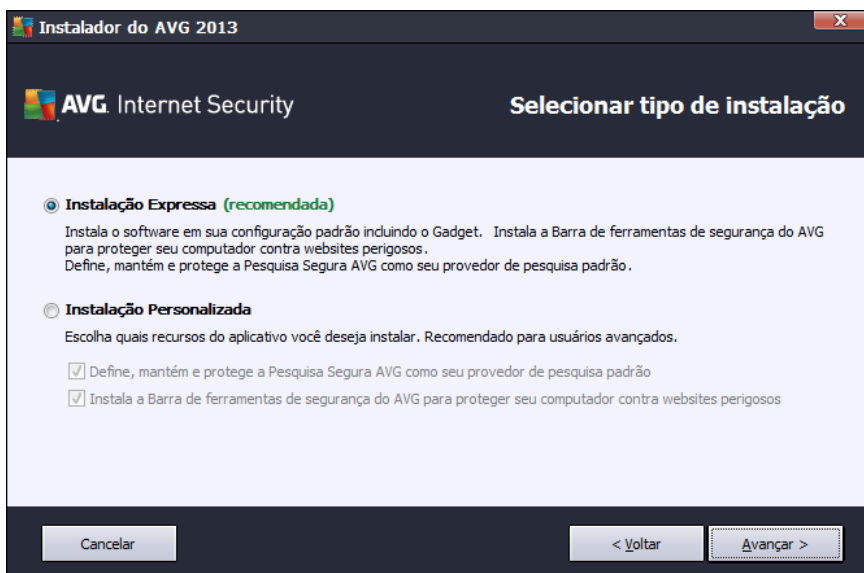 Instalador do AVG 2013
X
AVG. Internet Security
Selecionar tipo de instalação
Instalação Expressa (recomendada)
Instala o software em sua configuração padrão incluindo o Gadget. Instala a Barra de ferramentas de segurança do AVG
para proteger seu computador contra websites perigosos.
Define, mantém e protege a Pesquisa Segura AVG como seu provedor de pesquisa padrão.
Instalação Personalizada
Escolha quais recursos do aplicativo você deseja instalar. Recomendado para usuários avançados.
Define, mantém e protege a Pesquisa Segura AVG como seu provedor de pesquisa padrão
Instala a Barra de ferramentas de segurança do AVG para proteger seu computador contra websites perigosos
Cancelar
< Voltar
Avançar >